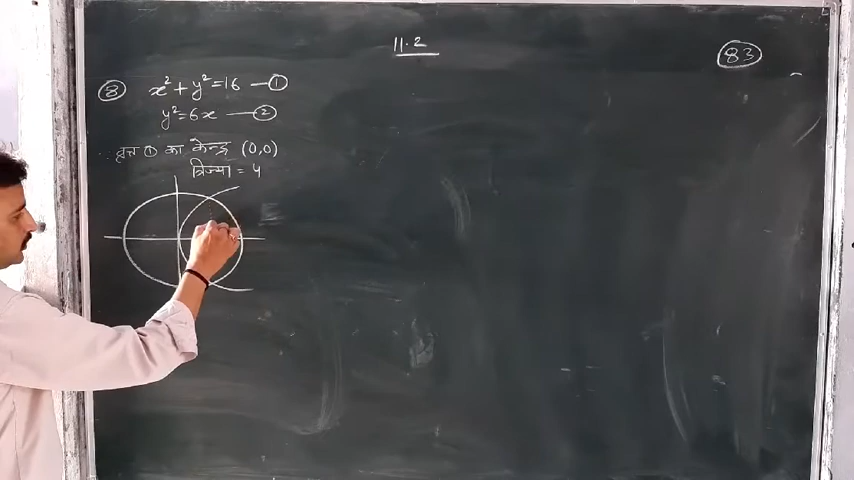 11.2
83
8 x² + y² = 16 — 1
y² = 6x — 2
∴ वृत्त 1 का केन्द्र (0,0)
त्रिज्या = 4